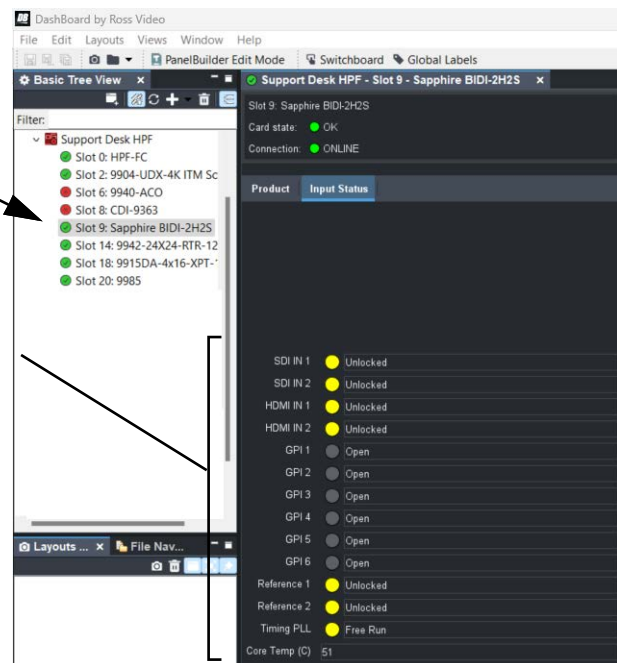 DashBoard by Ross Video
File Edit Layouts Views Window Help
PanelBuilder Edit Mode Switchboard Global Labels
Basic Tree View
Filter:
Support Desk HPF
Slot 0: HPF-FC
Slot 2: 9904-UDX-4K ITM Sc
Slot 6: 9940-ACO
Slot 8: CDI-9363
Slot 9: Sapphire BIDI-2H2S
Slot 14: 9942-24X24-RTR-12
Slot 18: 9915DA-4x16-XPT-
Slot 20: 9985
Layouts ... File Nav...
Support Desk HPF - Slot 9 - Sapphire BIDI-2H2S
Slot 9: Sapphire BIDI-2H2S
Card state: OK
Connection: ONLINE
Product Input Status
SDI IN 1 Unlocked
SDI IN 2 Unlocked
HDMI IN 1 Unlocked
HDMI IN 2 Unlocked
GPI 1 Open
GPI 2 Open
GPI 3 Open
GPI 4 Open
GPI 5 Open
GPI 6 Open
Reference 1 Unlocked
Reference 2 Unlocked
Timing PLL Free Run
Core Temp (C) 51